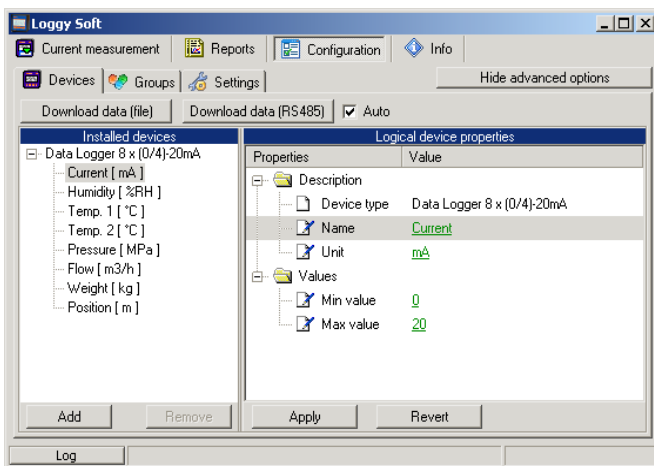 Loggy Soft
Current measurement Reports Configuration Info
Devices Groups Settings Hide advanced options
Download data (file) Download data (RS485) Auto
Installed devices
Data Logger 8 x (0/4)-20mA
Current [ mA ]
Humidity [ %RH ]
Temp. 1 [ °C ]
Temp. 2 [ °C ]
Pressure [ MPa ]
Flow [ m3/h ]
Weight [ kg ]
Position [ m ]
Add Remove
Logical device properties
Properties Value
Description
Device type Data Logger 8 x (0/4)-20mA
Name Current
Unit mA
Values
Min value 0
Max value 20
Apply Revert
Log